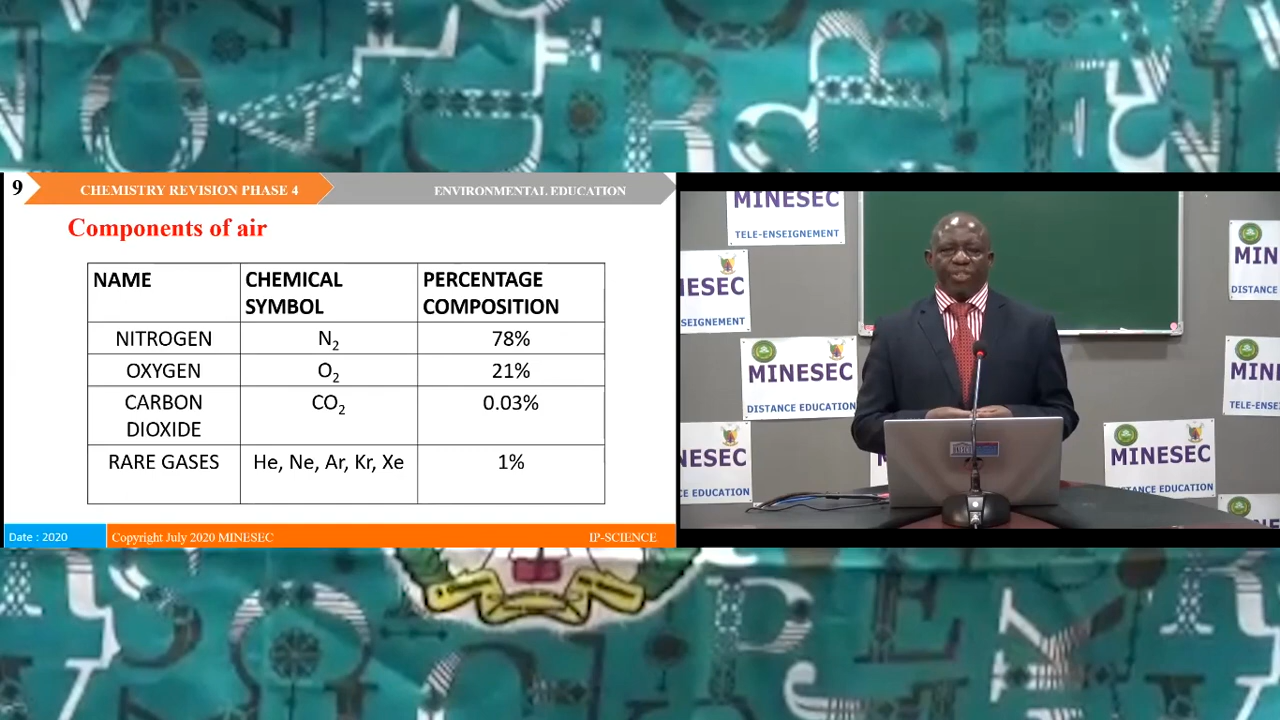 9
CHEMISTRY REVISION PHASE 4
ENVIRONMENTAL EDUCATION
Components of air
NAME
CHEMICAL SYMBOL
PERCENTAGE COMPOSITION
NITROGEN
N₂
78%
OXYGEN
O₂
21%
CARBON DIOXIDE
CO₂
0.03%
RARE GASES
He, Ne, Ar, Kr, Xe
1%
Date : 2020
Copyright July 2020 MINESEC
IP-SCIENCE
MINESEC
TELE-ENSEIGNEMENT
MINESEC
DISTANCE EDUCATION
MINESEC
DISTANCE EDUCATION